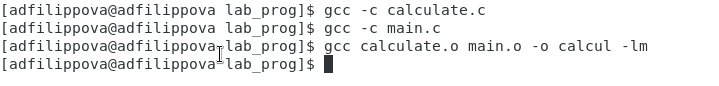 [adfilippova@adfilippova lab_prog]$ gcc -c calculate.c
[adfilippova@adfilippova lab_prog]$ gcc -c main.c
[adfilippova@adfilippova lab_prog]$ gcc calculate.o main.o -o calcul -lm
[adfilippova@adfilippova lab_prog]$